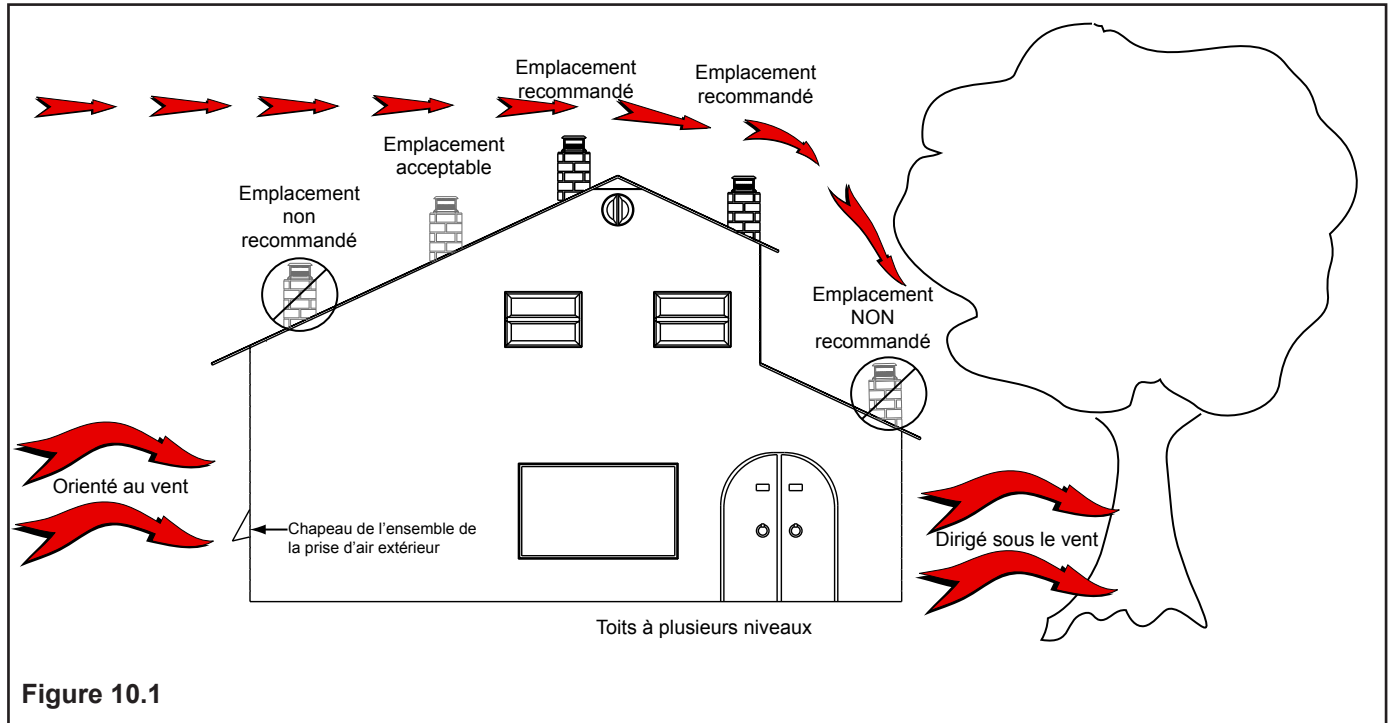 Emplacement
recommandé
Emplacement
recommandé
Emplacement
acceptable
Emplacement
non
recommandé
Emplacement
NON
recommandé
Orienté au vent
Chapeau de l’ensemble de
la prise d’air extérieur
Dirigé sous le vent
Toits à plusieurs niveaux
Figure 10.1